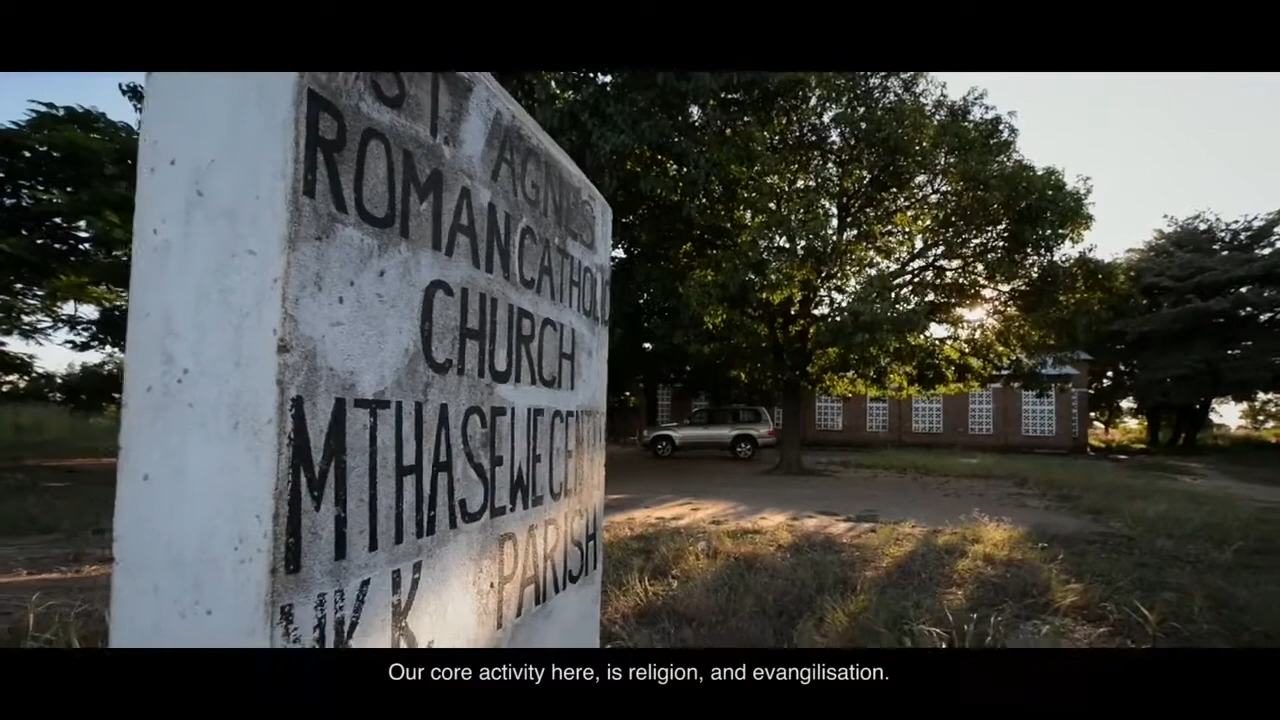 ST. AGNES
ROMAN CATHOLIC
CHURCH
MTHASEWE
PARISH
Our core activity here, is religion, and evangilisation.